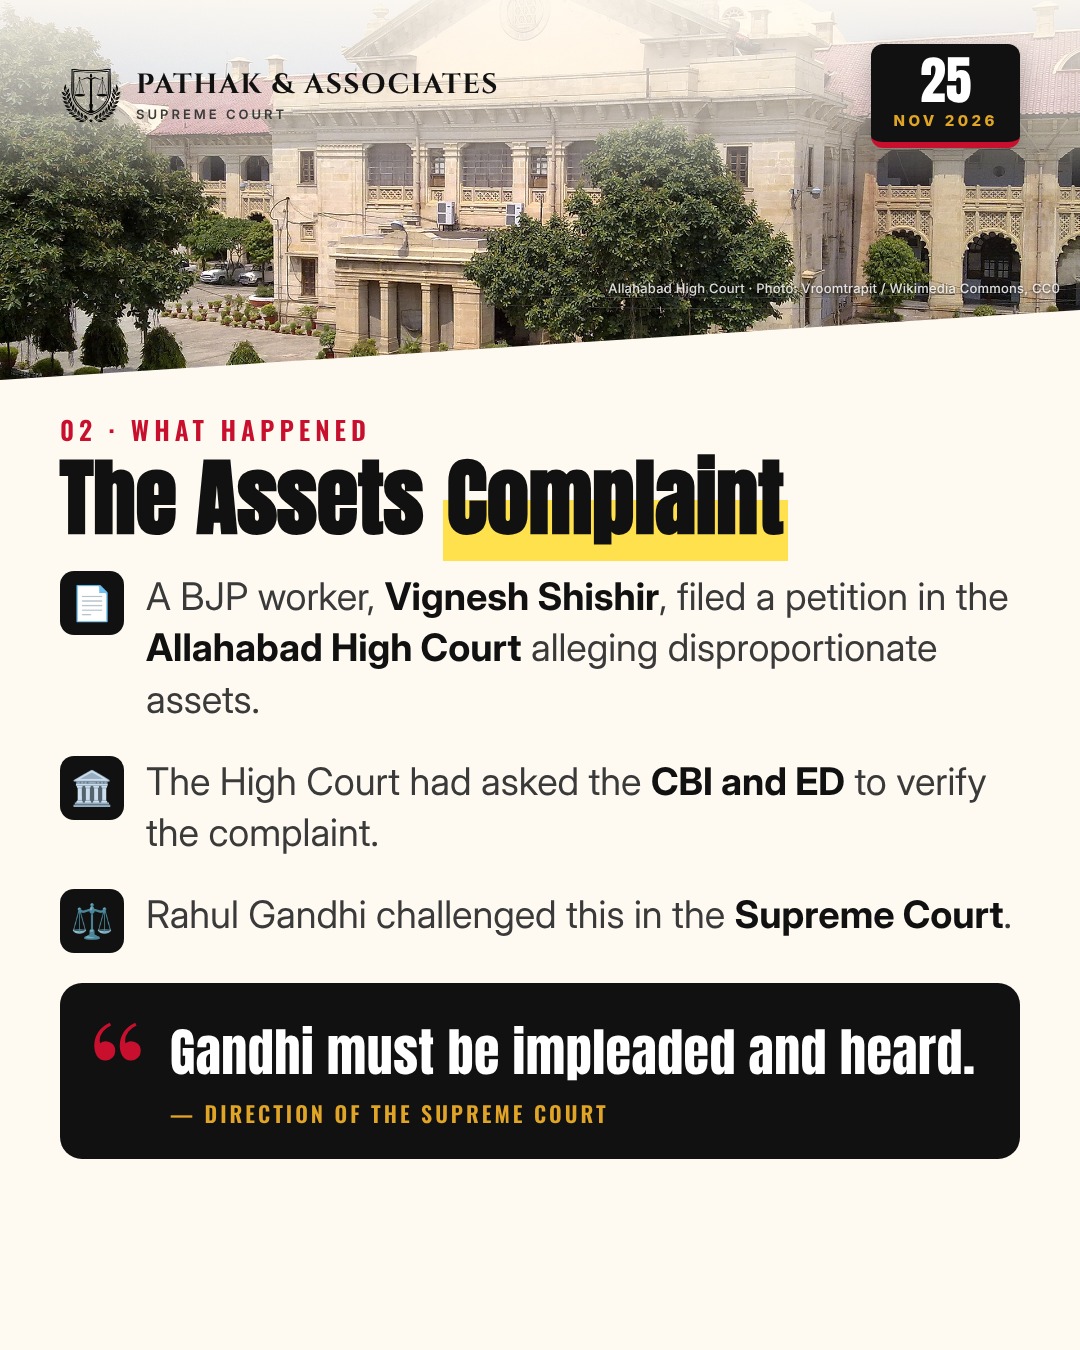 PATHAK & ASSOCIATES
SUPREME COURT
25
NOV 2026
Allahabad High Court · Photo: Vroomtrapit / Wikimedia Commons, CC0
02 · WHAT HAPPENED
The Assets Complaint
A BJP worker, Vignesh Shishir, filed a petition in the
Allahabad High Court alleging disproportionate
assets.
The High Court had asked the CBI and ED to verify
the complaint.
Rahul Gandhi challenged this in the Supreme Court.
“ Gandhi must be impleaded and heard.
— DIRECTION OF THE SUPREME COURT